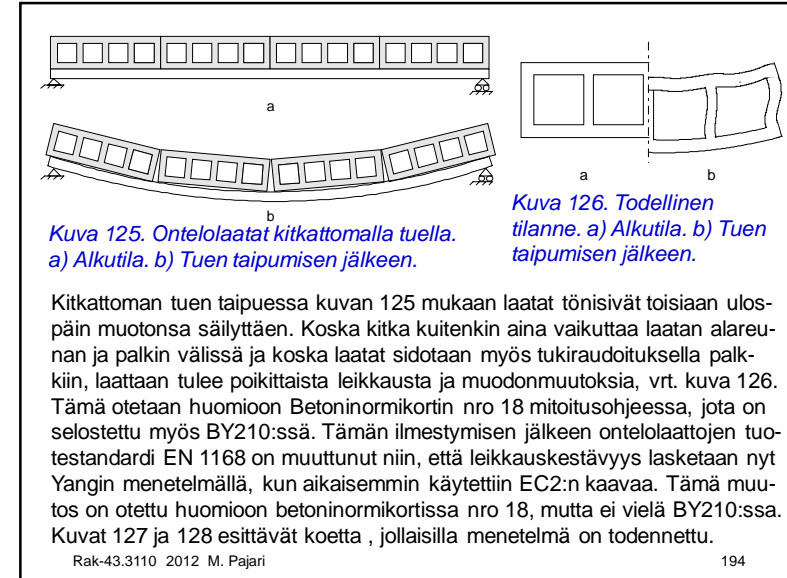 a
b
Kuva 125. Ontelolaatat kitkattomalla tuella.
a) Alkutila. b) Tuen taipumisen jälkeen.
a b
Kuva 126. Todellinen
tilanne. a) Alkutila. b) Tuen
taipumisen jälkeen.
Kitkattoman tuen taipuessa kuvan 125 mukaan laatat tönisivät toisiaan ulos-
päin muotonsa säilyttäen. Koska kitka kuitenkin aina vaikuttaa laatan alareu-
nan ja palkin välissä ja koska laatat sidotaan myös tukiraudoituksella palk-
kiin, laattaan tulee poikittaista leikkausta ja muodonmuutoksia, vrt. kuva 126.
Tämä otetaan huomioon Betoninormikortin nro 18 mitoitusohjeessa, jota on
selostettu myös BY210:ssä. Tämän ilmestymisen jälkeen ontelolaattojen tuo-
testandardi EN 1168 on muuttunut niin, että leikkauskestävyys lasketaan nyt
Yangin menetelmällä, kun aikaisemmin käytettiin EC2:n kaavaa. Tämä muu-
tos on otettu huomioon betoninormikortissa nro 18, mutta ei vielä BY210:ssa.
Kuvat 127 ja 128 esittävät koetta , jollaisilla menetelmä on todennettu.
Rak-43.3110 2012 M. Pajari 194